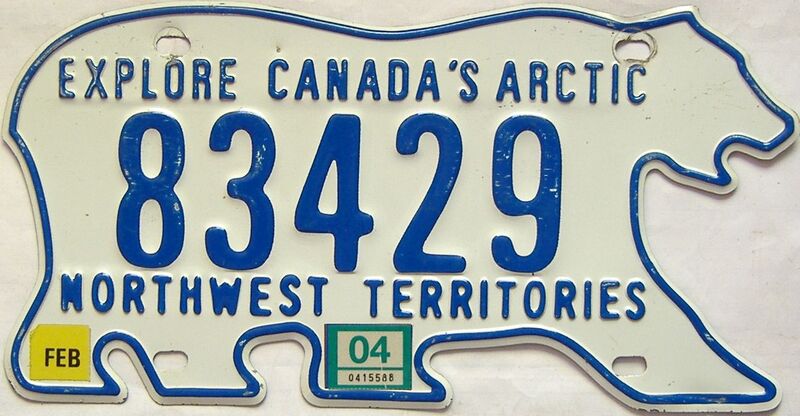 EXPLORE CANADA'S ARCTIC
83429
NORTHWEST TERRITORIES
FEB
04
0415588